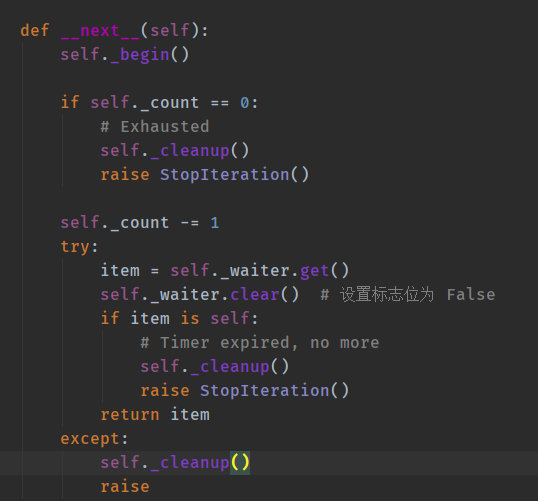 def __next__(self):
self._begin()
if self._count == 0:
# Exhausted
self._cleanup()
raise StopIteration()
self._count -= 1
try:
item = self._waiter.get()
self._waiter.clear()  # 设置标志位为 False
if item is self:
# Timer expired, no more
self._cleanup()
raise StopIteration()
return item
except:
self._cleanup()
raise